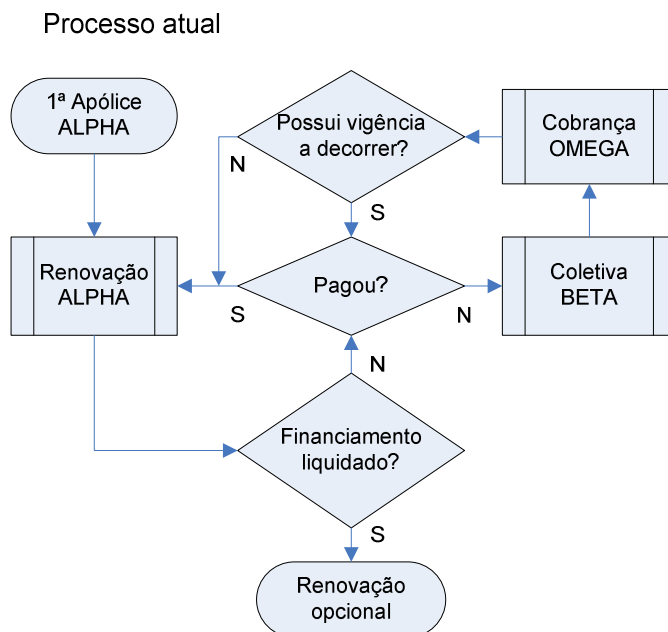 Processo atual
1ª Apólice
ALPHA
Possui vigência
a decorrer?
Cobrança
OMEGA
N
S
Renovação
ALPHA
S
Pagou?
N
Coletiva
BETA
N
Financiamento
liquidado?
S
Renovação
opcional